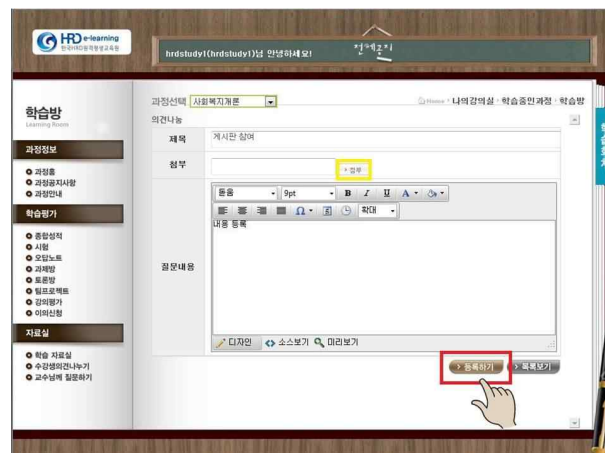 HRD e-learning
한국HRD원격평생교육원
hrdstudy1(hrdstudy1)님 안녕하세요!
전체공지
학습방
Learning Room
과정정보
과정홈
과정공지사항
과정안내
학습평가
종합성적
시험
오답노트
과제방
토론방
팀프로젝트
강의평가
이의신청
자료실
학습 자료실
수강생의견나누기
교수님께 질문하기
과정선택 사회복지개론
Home > 나의강의실 > 학습중인과정 > 학습방
의견나눔
제목 게시판 참여
첨부 첨부
질문내용
돋움 9pt B I U A
Ω 확대
내용 등록
디자인 소스보기 미리보기
등록하기 목록보기